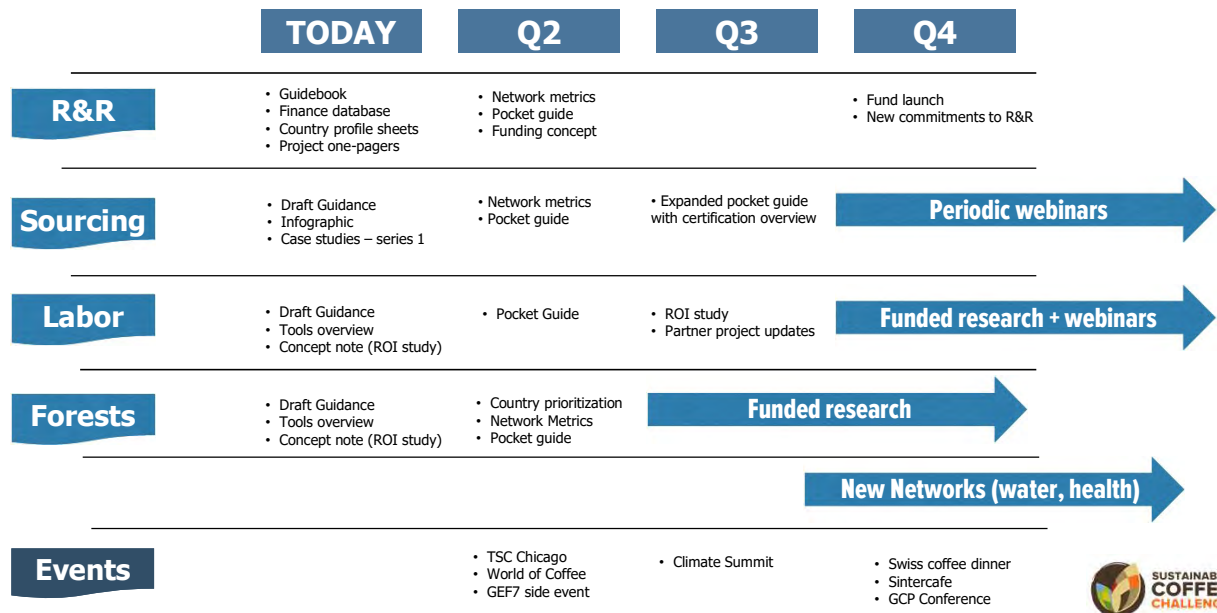 TODAY
Q2
Q3
Q4
R&R
• Guidebook
• Finance database
• Country profile sheets
• Project one-pagers
• Network metrics
• Pocket guide
• Funding concept
• Fund launch
• New commitments to R&R
Sourcing
• Draft Guidance
• Infographic
• Case studies – series 1
• Network metrics
• Pocket guide
• Expanded pocket guide
with certification overview
Periodic webinars
Labor
• Draft Guidance
• Tools overview
• Concept note (ROI study)
• Pocket Guide
• ROI study
• Partner project updates
Funded research + webinars
Forests
• Draft Guidance
• Tools overview
• Concept note (ROI study)
• Country prioritization
• Network Metrics
• Pocket guide
Funded research
New Networks (water, health)
Events
• TSC Chicago
• World of Coffee
• GEF7 side event
• Climate Summit
• Swiss coffee dinner
• Sintercafe
• GCP Conference
SUSTAINAB
COFFE
CHALLENG